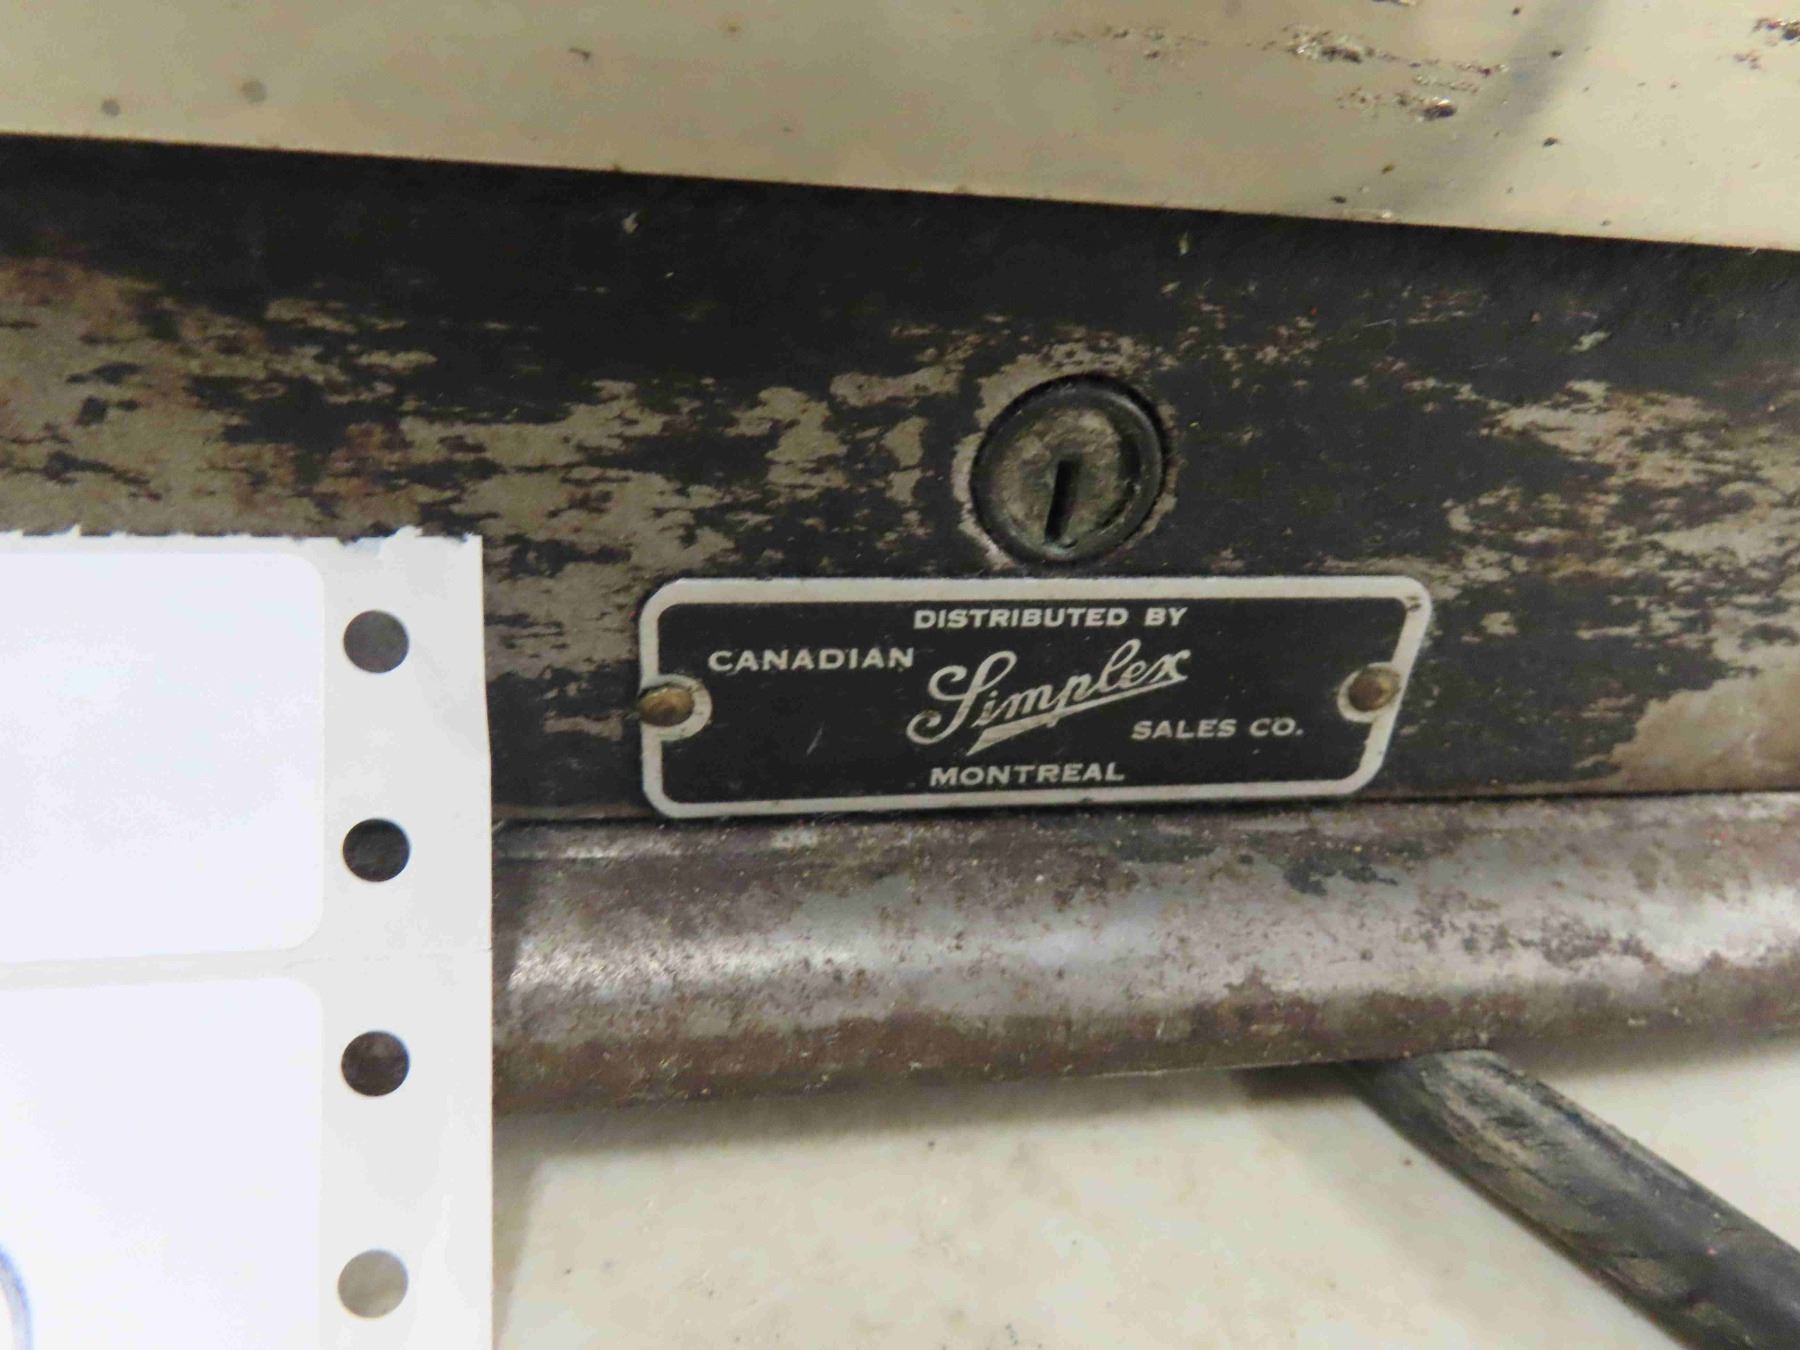 DISTRIBUTED BY
CANADIAN Simplex SALES CO.
MONTREAL